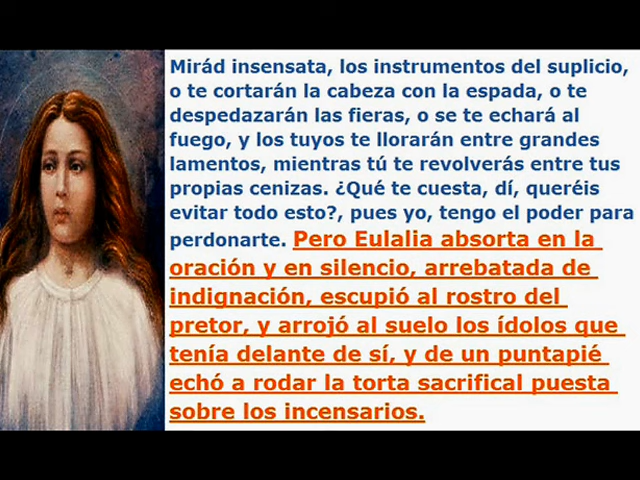 Mirád insensata, los instrumentos del suplicio,
o te cortarán la cabeza con la espada, o te
despedazarán las fieras, o se te echará al
fuego, y los tuyos te llorarán entre grandes
lamentos, mientras tú te revolverás entre tus
propias cenizas. ¿Qué te cuesta, dí, queréis
evitar todo esto?, pues yo, tengo el poder para
perdonarte. Pero Eulalia absorta en la
oración y en silencio, arrebatada de
indignación, escupió al rostro del
pretor, y arrojó al suelo los ídolos que
tenía delante de sí, y de un puntapié
echó a rodar la torta sacrifical puesta
sobre los incensarios.